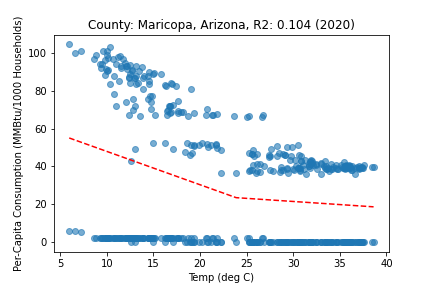 County: Maricopa, Arizona, R2: 0.104 (2020)
Per-Capita Consumption (MMBtu/1000 Households)
100
80
60
40
20
0
5 10 15 20 25 30 35 40
Temp (deg C)